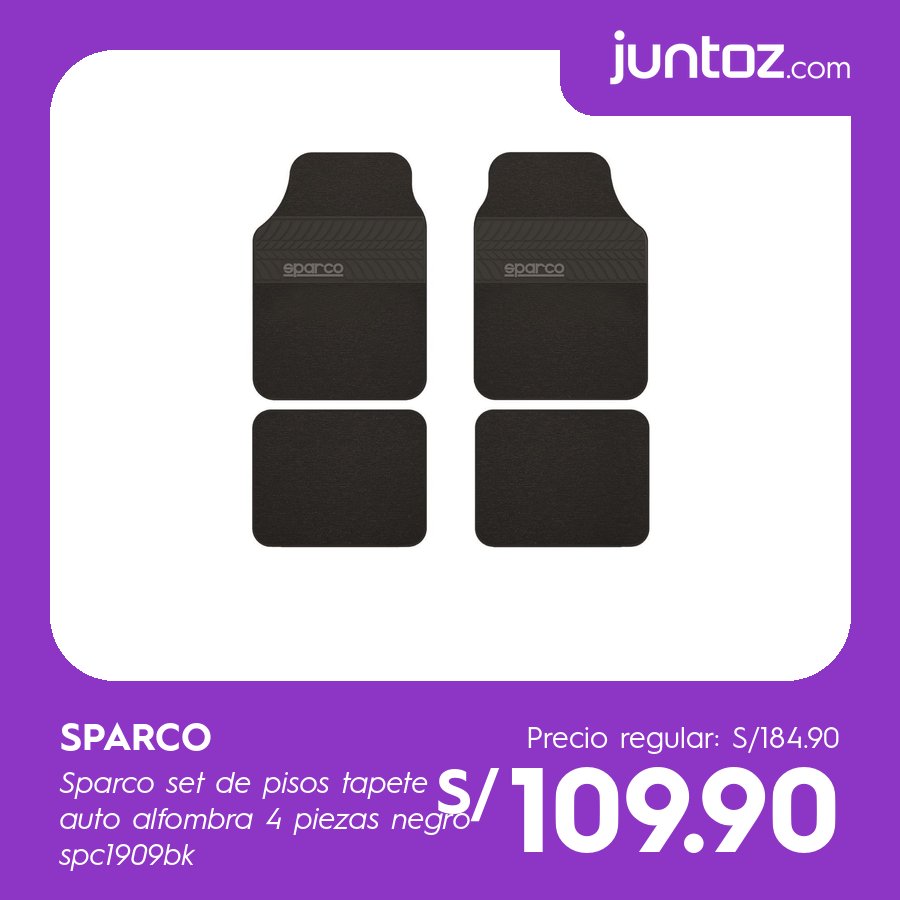 juntoz.com
sparco
sparco
SPARCO
Sparco set de pisos tapete
auto alfombra 4 piezas negro
spc1909bk
Precio regular: S/184.90
S/109.90